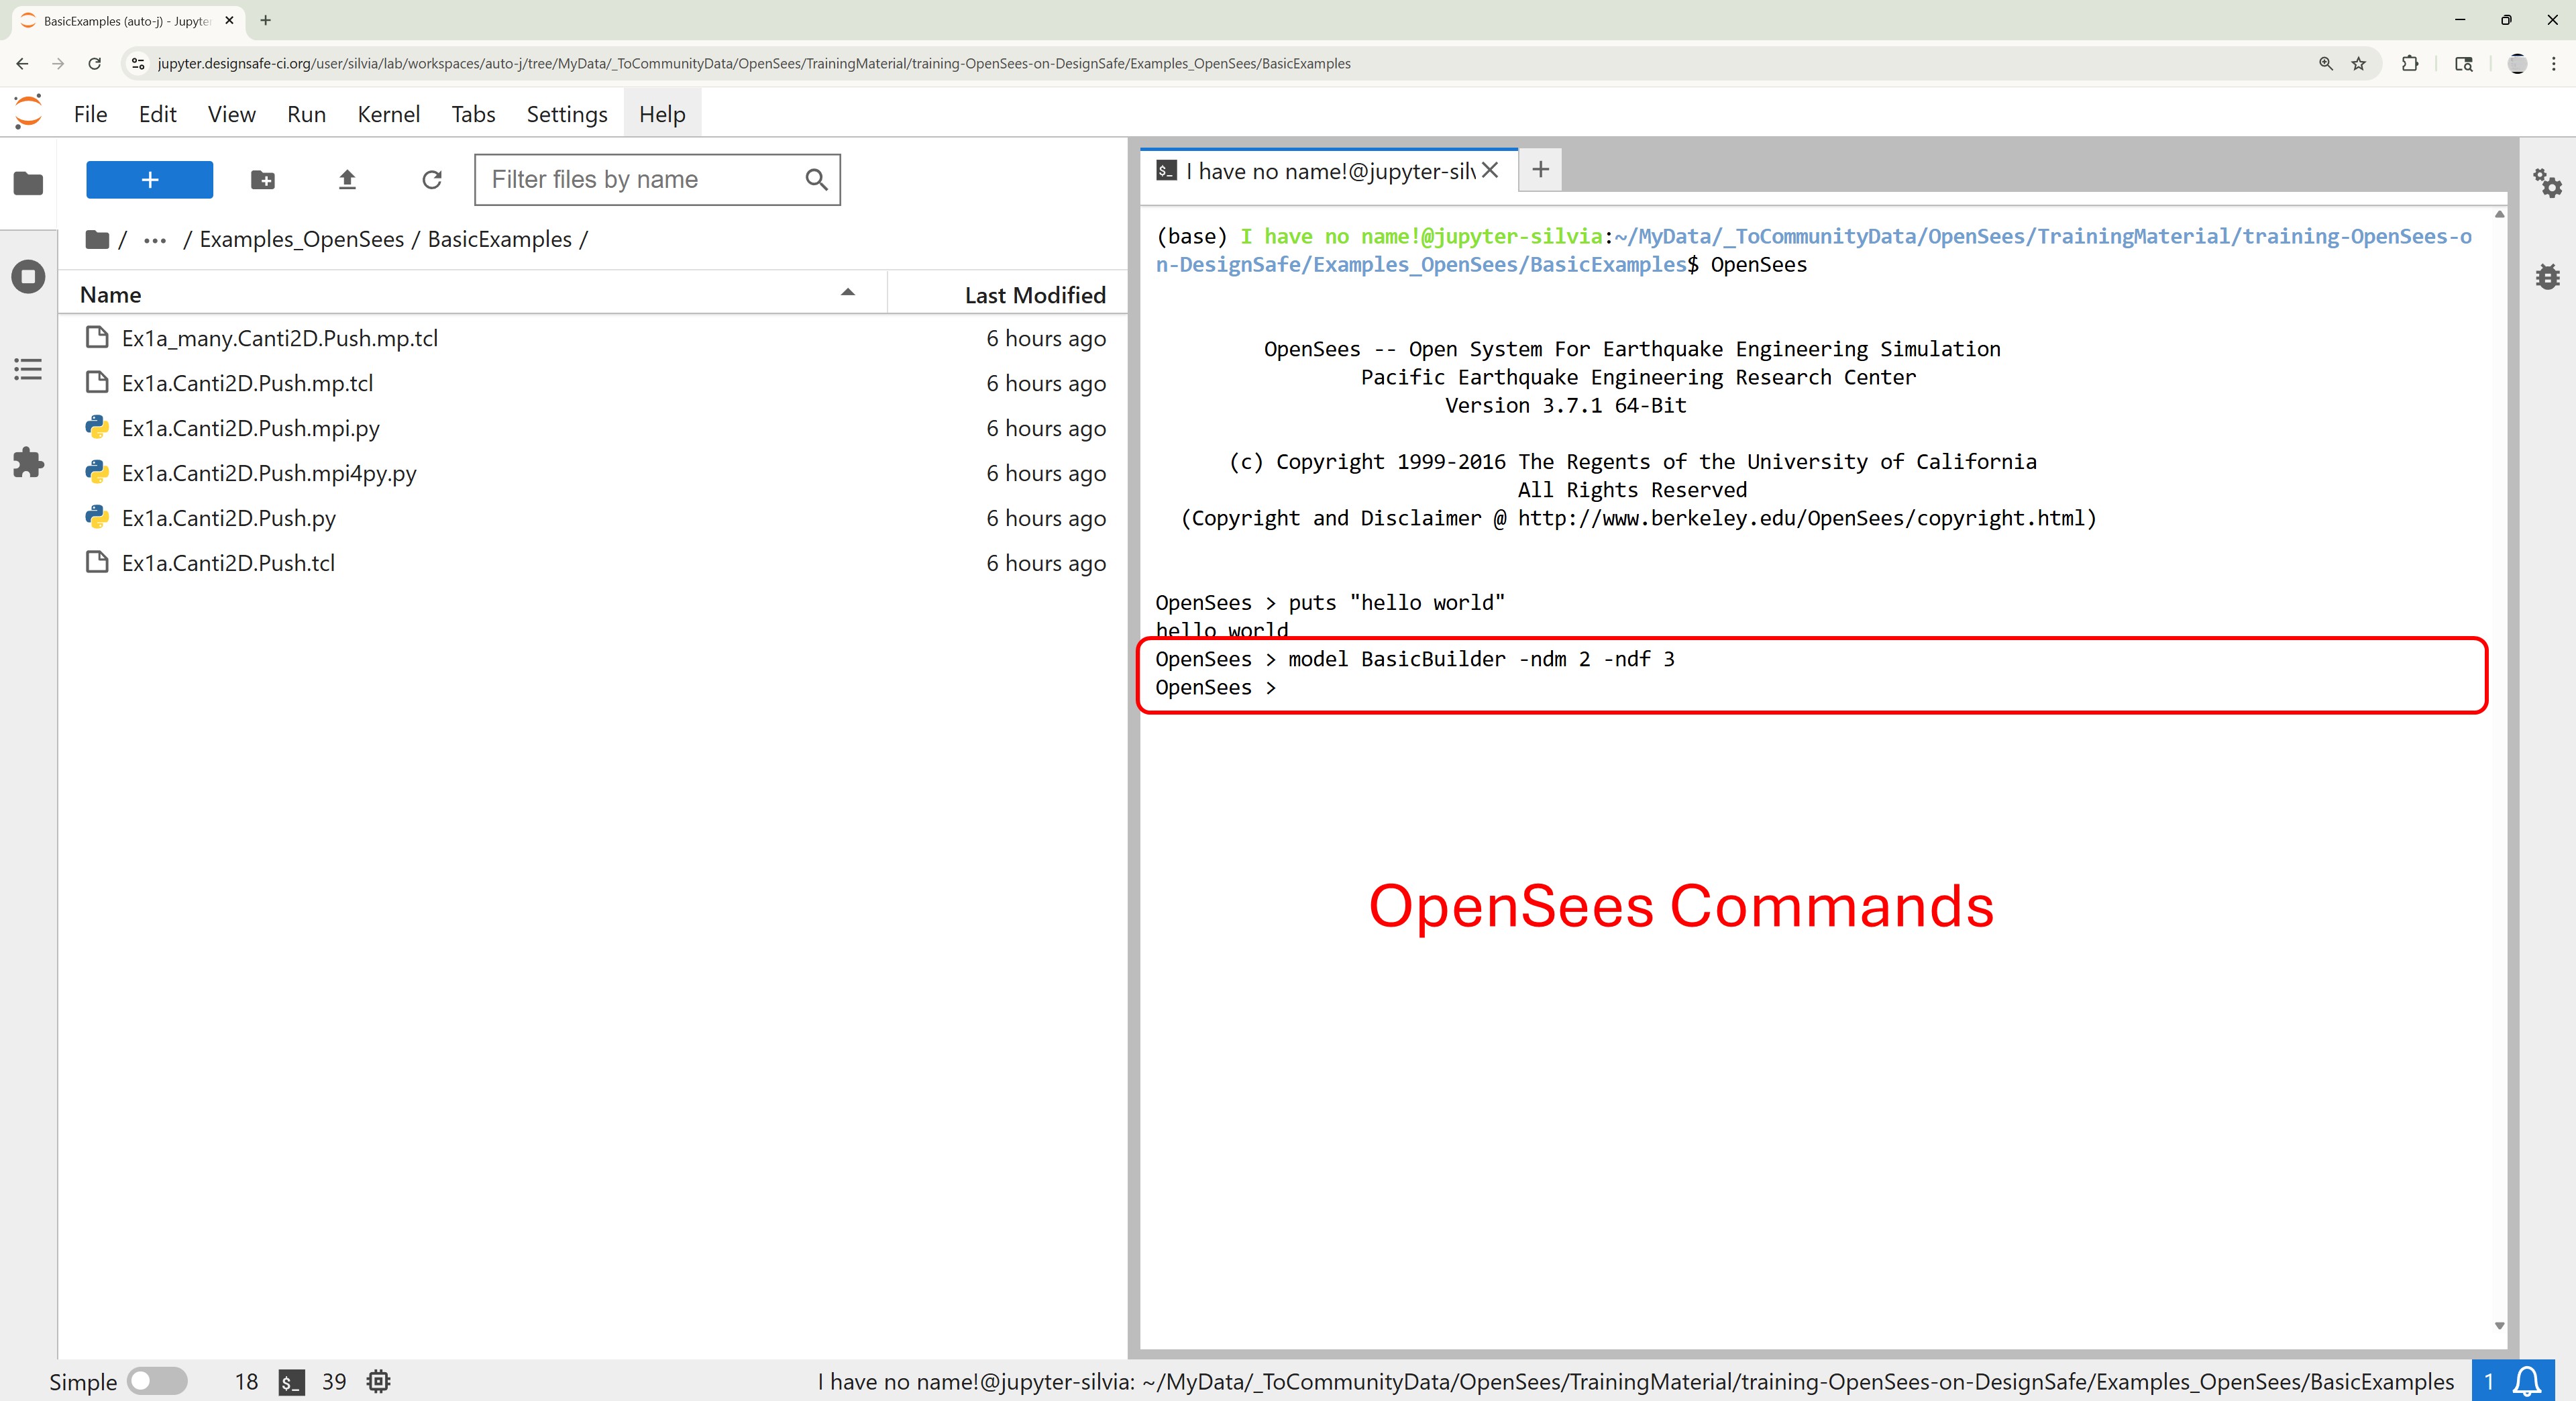 BasicExamples (auto-j) - Jupyte
jupyter.designsafe-ci.org/user/silvia/lab/workspaces/auto-j/tree/MyData/_ToCommunityData/OpenSees/TrainingMaterial/training-OpenSees-on-DesignSafe/Examples_OpenSees/BasicExamples
File Edit View Run Kernel Tabs Settings Help
Filter files by name
/ ... / Examples_OpenSees / BasicExamples /
Name Last Modified
Ex1a_many.Canti2D.Push.mp.tcl 6 hours ago
Ex1a.Canti2D.Push.mp.tcl 6 hours ago
Ex1a.Canti2D.Push.mpi.py 6 hours ago
Ex1a.Canti2D.Push.mpi4py.py 6 hours ago
Ex1a.Canti2D.Push.py 6 hours ago
Ex1a.Canti2D.Push.tcl 6 hours ago
$_ I have no name!@jupyter-silv
(base) I have no name!@jupyter-silvia:~/MyData/_ToCommunityData/OpenSees/TrainingMaterial/training-OpenSees-o
n-DesignSafe/Examples_OpenSees/BasicExamples$ OpenSees
OpenSees -- Open System For Earthquake Engineering Simulation
Pacific Earthquake Engineering Research Center
Version 3.7.1 64-Bit
(c) Copyright 1999-2016 The Regents of the University of California
All Rights Reserved
(Copyright and Disclaimer @ http://www.berkeley.edu/OpenSees/copyright.html)
OpenSees > puts "hello world"
hello world
OpenSees > model BasicBuilder -ndm 2 -ndf 3
OpenSees >
OpenSees Commands
Simple 18 $_ 39 I have no name!@jupyter-silvia: ~/MyData/_ToCommunityData/OpenSees/TrainingMaterial/training-OpenSees-on-DesignSafe/Examples_OpenSees/BasicExamples 1